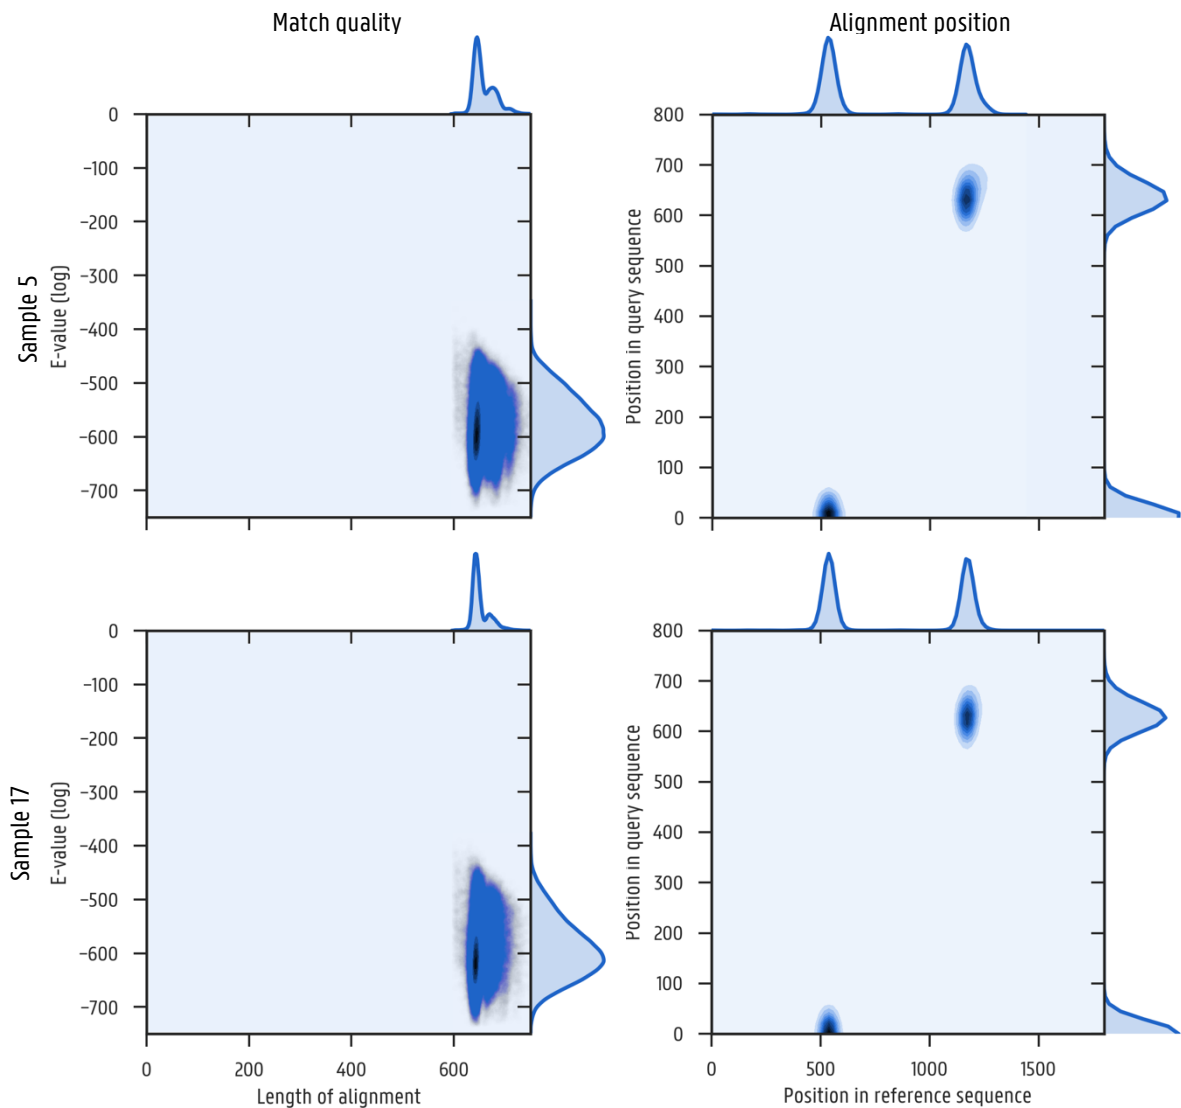 Match quality
Alignment position
Sample 5
E-value (log)
0
−100
−200
−300
−400
−500
−600
−700
Position in query sequence
800
700
600
500
400
300
200
100
0
Sample 17
E-value (log)
0
−100
−200
−300
−400
−500
−600
−700
0 200 400 600
Length of alignment
Position in query sequence
800
700
600
500
400
300
200
100
0
0 500 1000 1500
Position in reference sequence